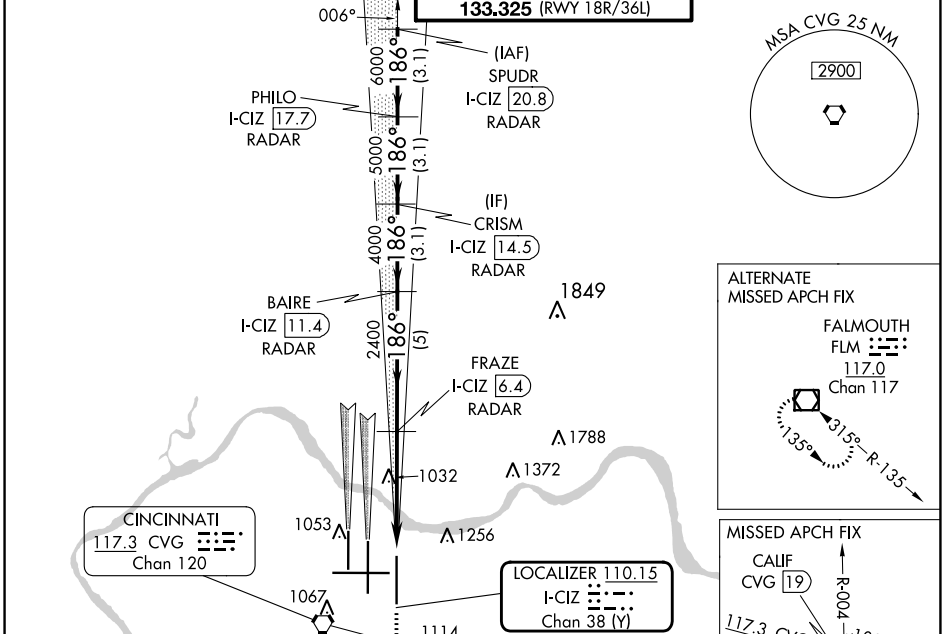 133.325 (RWY 18R/36L)
006°
MSA CVG 25 NM
2900
(IAF)
SPUDR
I-CIZ 20.8
RADAR
6000
186°
(3.1)
PHILO
I-CIZ 17.7
RADAR
5000
186°
(3.1)
(IF)
CRISM
I-CIZ 14.5
RADAR
4000
186°
(3.1)
BAIRE
I-CIZ 11.4
RADAR
2400
186°
(5)
1849
FRAZE
I-CIZ 6.4
RADAR
ALTERNATE
MISSED APCH FIX
FALMOUTH
FLM
117.0
Chan 117
135°
315°
R-135
1788
1372
1032
1053
1256
CINCINNATI
117.3 CVG
Chan 120
1067
LOCALIZER 110.15
I-CIZ
Chan 38 (Y)
1114
MISSED APCH FIX
CALIF
CVG 19
R-004
117.3